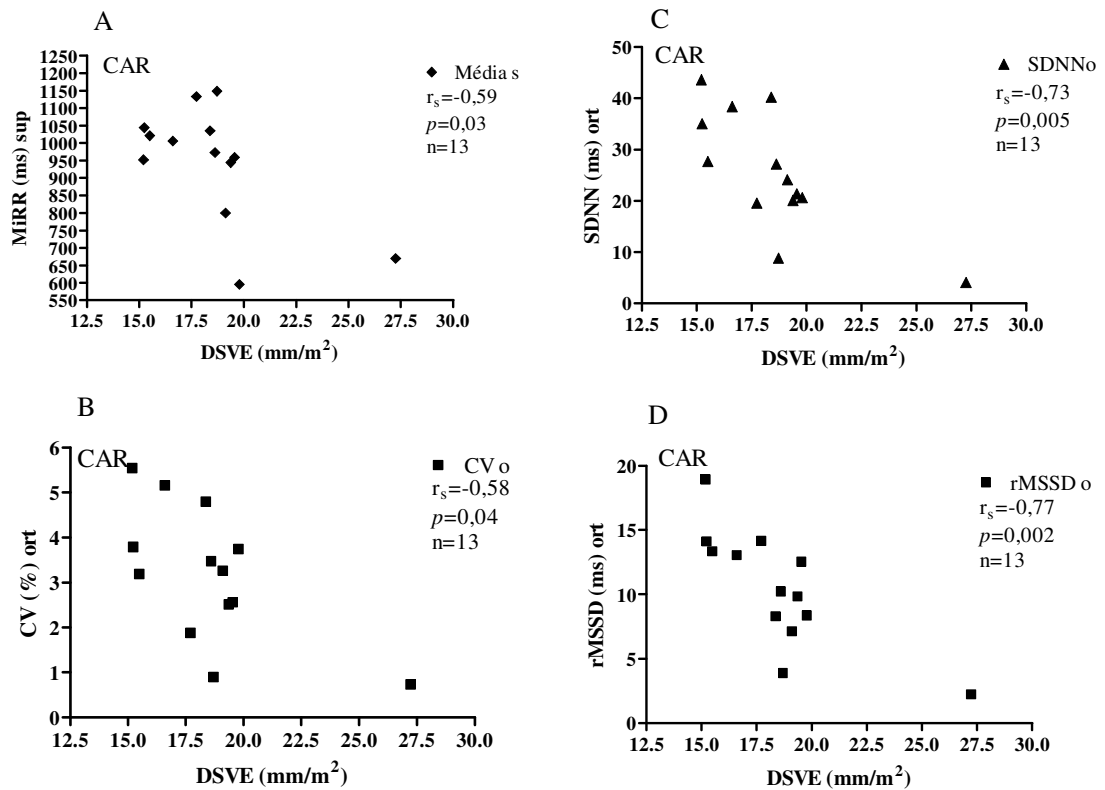 A
CAR
Média s
rs=-0,59
p=0,03
n=13
1250
1200
1150
1100
1050
1000
950
900
850
800
750
700
650
600
550
MiRR (ms) sup
12.5 15.0 17.5 20.0 22.5 25.0 27.5 30.0
DSVE (mm/m²)
C
CAR
SDNNo
rs=-0,73
p=0,005
n=13
50
40
30
20
10
0
SDNN (ms) ort
12.5 15.0 17.5 20.0 22.5 25.0 27.5 30.0
DSVE (mm/m²)
B
CAR
CV o
rs=-0,58
p=0,04
n=13
6
5
4
3
2
1
0
CV (%) ort
12.5 15.0 17.5 20.0 22.5 25.0 27.5 30.0
DSVE (mm/m²)
D
CAR
rMSSD o
rs=-0,77
p=0,002
n=13
20
15
10
5
0
rMSSD (ms) ort
12.5 15.0 17.5 20.0 22.5 25.0 27.5 30.0
DSVE (mm/m²)